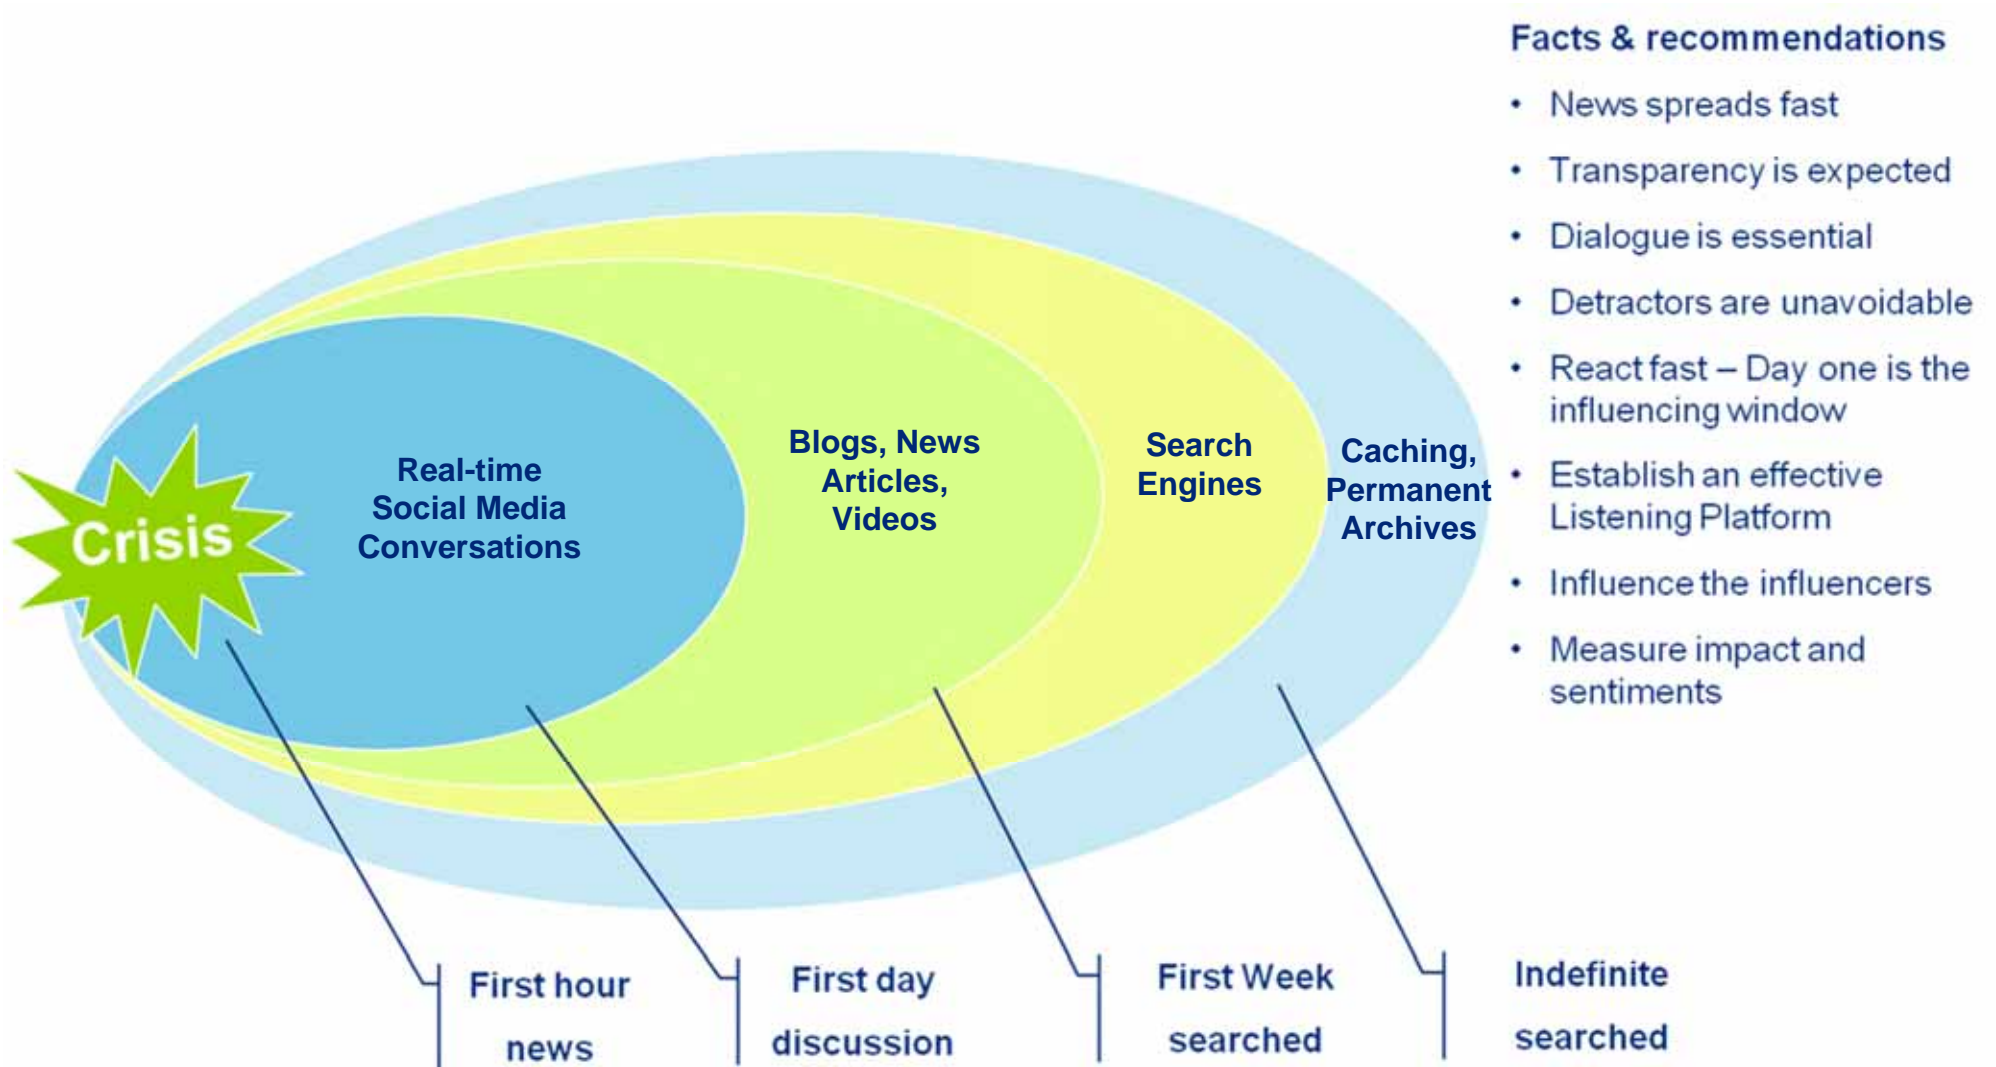 Facts & recommendations
• News spreads fast
• Transparency is expected
• Dialogue is essential
• Detractors are unavoidable
• React fast – Day one is the
influencing window
• Establish an effective
Listening Platform
• Influence the influencers
• Measure impact and
sentiments
Crisis
Real-time
Social Media
Conversations
Blogs, News
Articles,
Videos
Search
Engines
Caching,
Permanent
Archives
First hour
news
First day
discussion
First Week
searched
Indefinite
searched